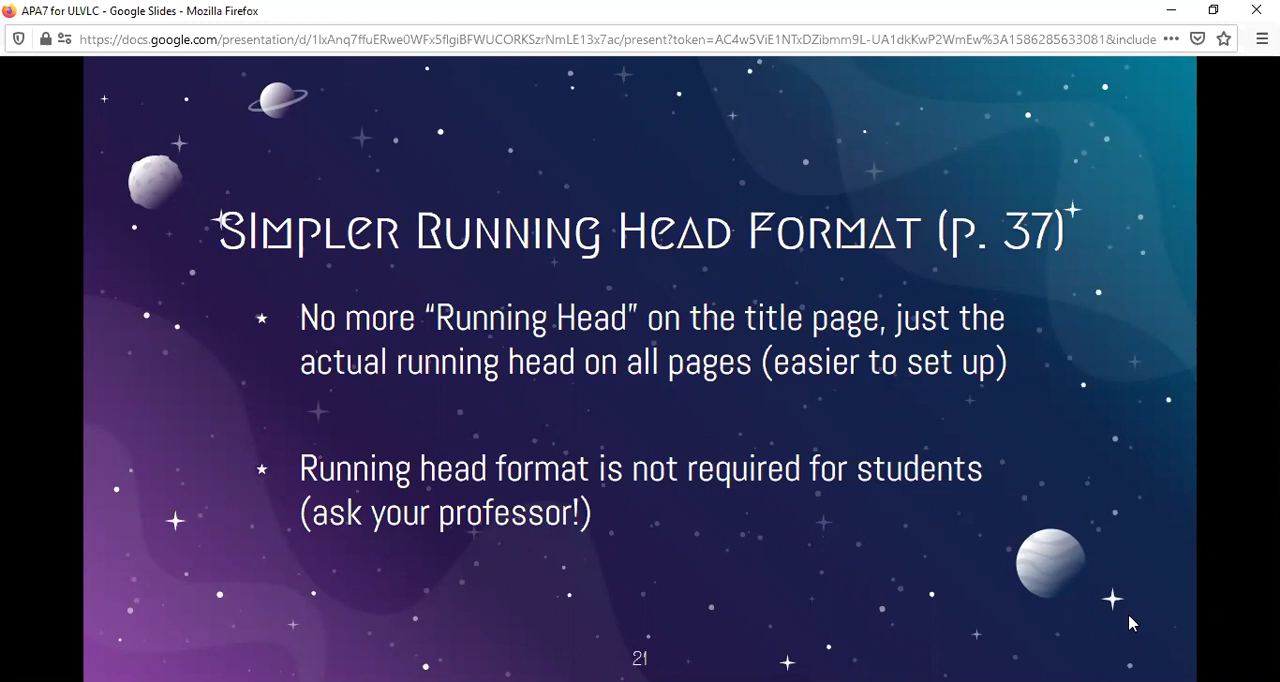 APA7 for ULVLC - Google Slides - Mozilla Firefox
https://docs.google.com/presentation/d/1IxAnq7ffuERwe0WFx5flgiBFWUCORKSzrNmLE13x7ac/present?token=AC4w5ViE1NTxDZibmm9L-UA1dkKwP2WmEw%3A1586285633081&include
Simpler Running Head Format (p. 37)
★ No more “Running Head” on the title page, just the
actual running head on all pages (easier to set up)
★ Running head format is not required for students
(ask your professor!)
21